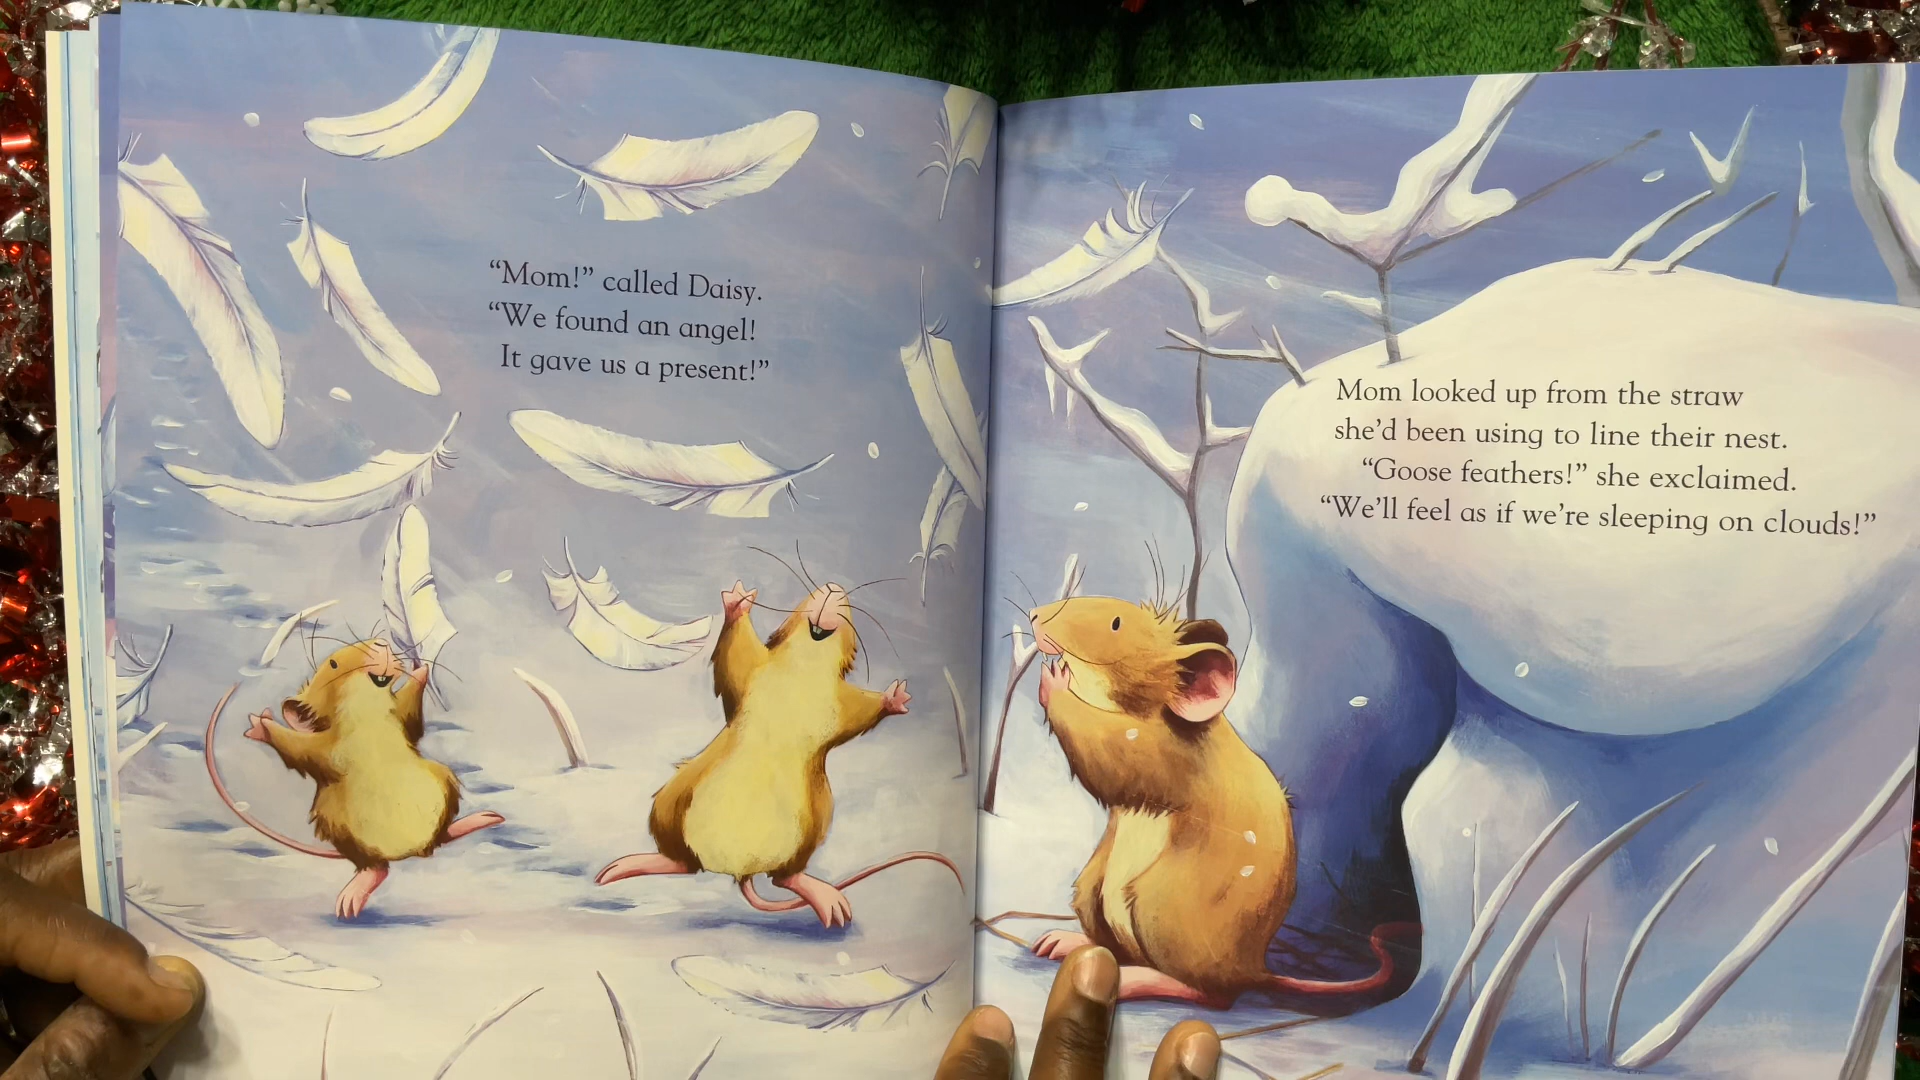 “Mom!” called Daisy.
“We found an angel!
It gave us a present!”
Mom looked up from the straw
she’d been using to line their nest.
“Goose feathers!” she exclaimed.
“We’ll feel as if we’re sleeping on clouds!”